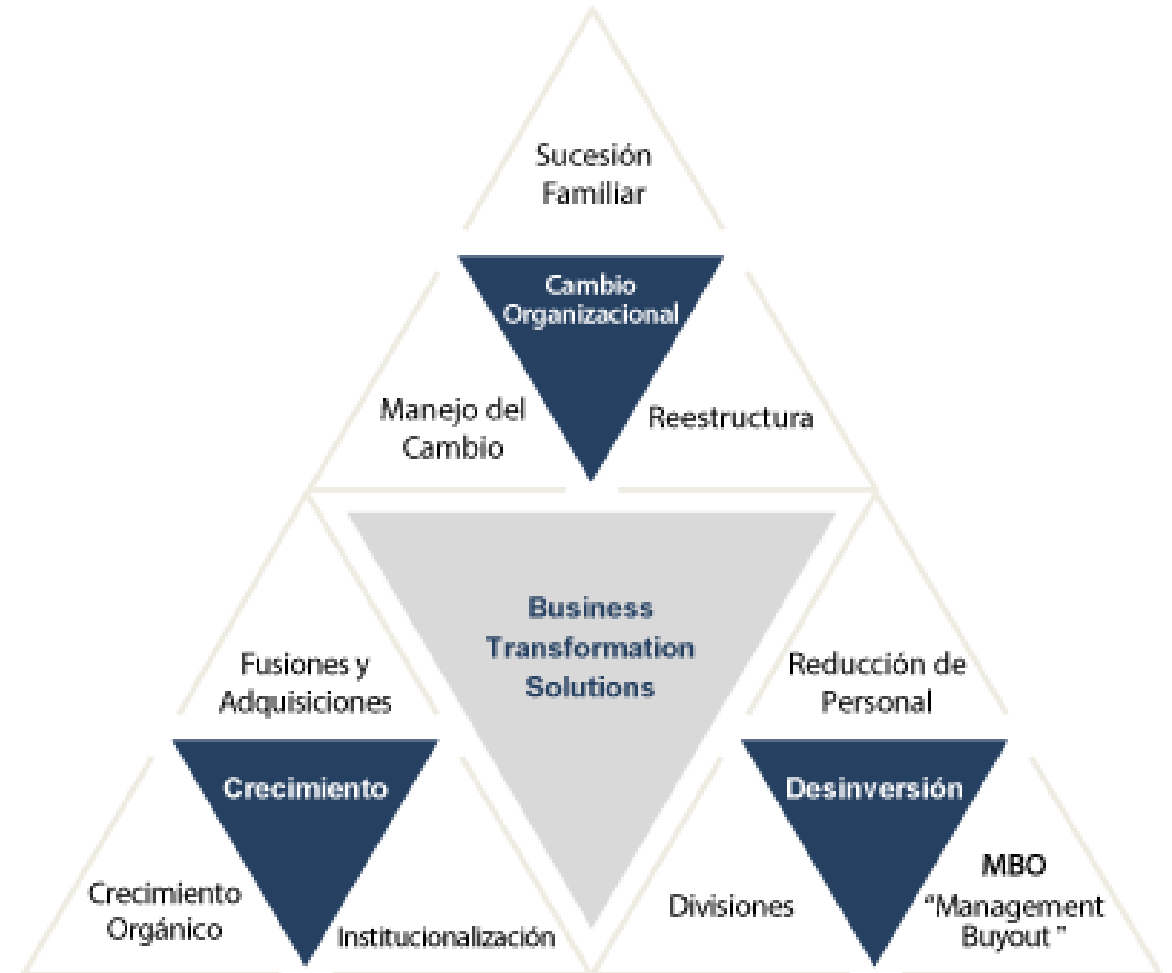 Sucesión
Familiar
Cambio
Organizacional
Manejo del
Cambio
Reestructura
Business
Transformation
Solutions
Fusiones y
Adquisiciones
Reducción de
Personal
Crecimiento
Desinversión
Crecimiento
Orgánico
Institucionalización
Divisiones
MBO
“Management
Buyout ”